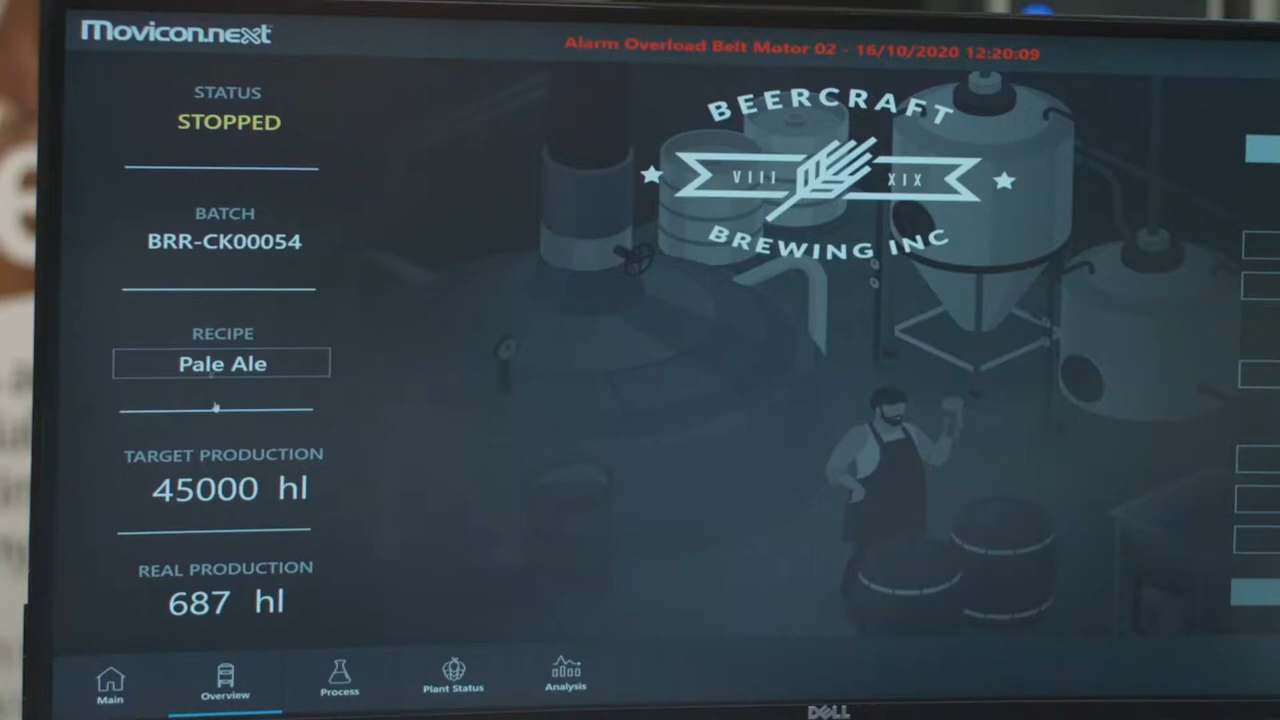 Movicon.next
Alarm Overload Belt Motor 02 - 16/10/2020 12:20:09
STATUS
STOPPED
BATCH
BRR-CK00054
RECIPE
Pale Ale
TARGET PRODUCTION
45000 hl
REAL PRODUCTION
687 hl
BEERCRAFT
VIII XIX
BREWING INC
Main
Overview
Process
Plant Status
Analysis
DELL